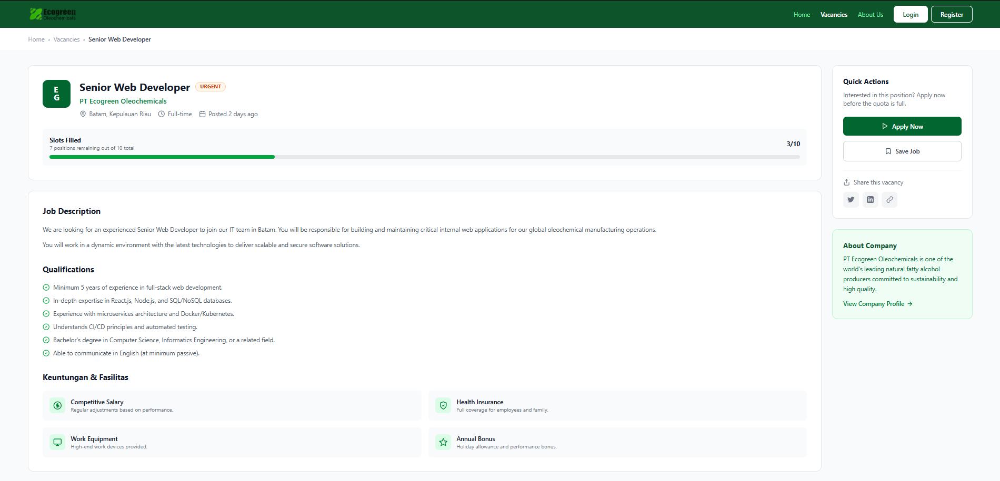 Ecogreen
Oleochemicals
Home
Vacancies
About Us
Login
Register
Home › Vacancies › Senior Web Developer
E
G
Senior Web Developer
URGENT
PT Ecogreen Oleochemicals
Batam, Kepulauan Riau
Full-time
Posted 2 days ago
Slots Filled
7 positions remaining out of 10 total
3/10
Job Description
We are looking for an experienced Senior Web Developer to join our IT team in Batam. You will be responsible for building and maintaining critical internal web applications for our global oleochemical manufacturing operations.
You will work in a dynamic environment with the latest technologies to deliver scalable and secure software solutions.
Qualifications
Minimum 5 years of experience in full-stack web development.
In-depth expertise in React.js, Node.js, and SQL/NoSQL databases.
Experience with microservices architecture and Docker/Kubernetes.
Understands CI/CD principles and automated testing.
Bachelor's degree in Computer Science, Informatics Engineering, or a related field.
Able to communicate in English (at minimum passive).
Keuntungan & Fasilitas
Competitive Salary
Regular adjustments based on performance.
Health Insurance
Full coverage for employees and family.
Work Equipment
High-end work devices provided.
Annual Bonus
Holiday allowance and performance bonus.
Quick Actions
Interested in this position? Apply now
before the quota is full.
Apply Now
Save Job
Share this vacancy
About Company
PT Ecogreen Oleochemicals is one of the
world's leading natural fatty alcohol
producers committed to sustainability and
high quality.
View Company Profile →